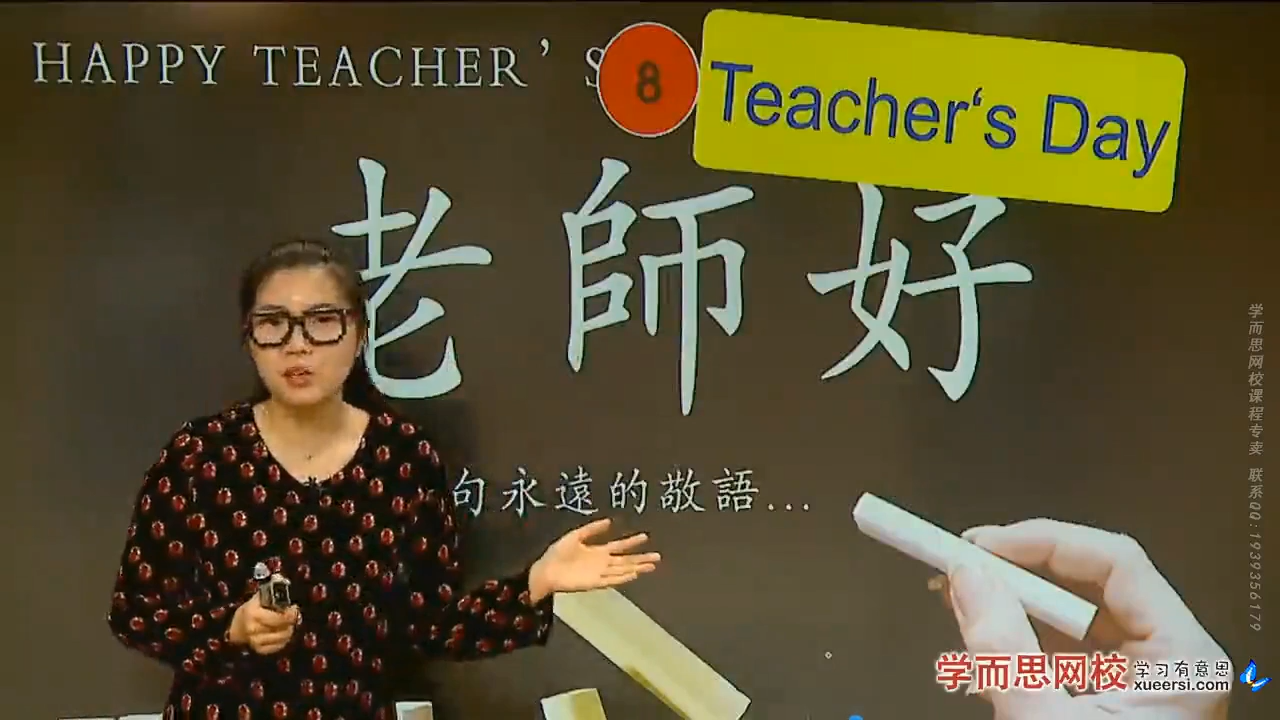 HAPPY TEACHER’S
8
Teacher‘s Day
老師好
句永遠的敬語...
学而思网校课程专卖 联系QQ:1939356179
学而思网校
学习有意思
xueersi.com